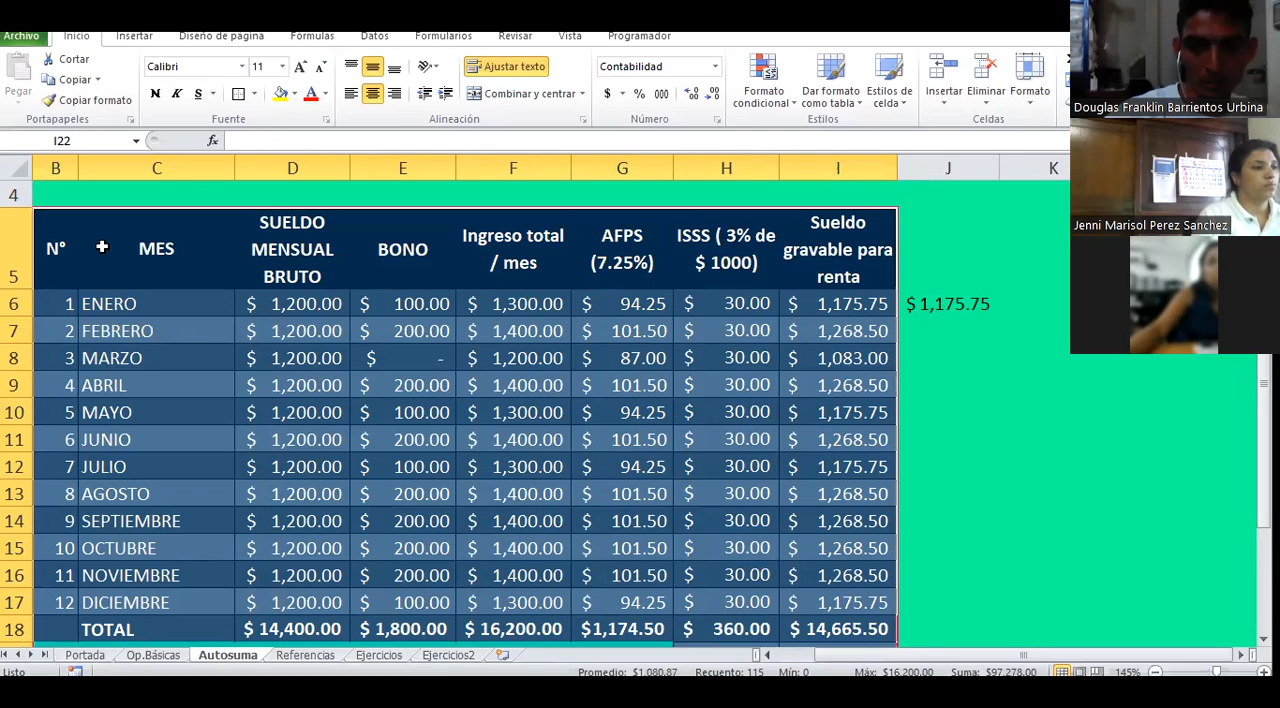 Archivo Inicio Insertar Diseño de página Fórmulas Datos Formularios Revisar Vista Programador
Pegar
Cortar
Copiar
Copiar formato
Portapapeles
Calibri 11
N K S
Fuente
Ajustar texto
Combinar y centrar
Alineación
Contabilidad
$ % 000
Número
Formato condicional
Dar formato como tabla
Estilos de celda
Estilos
Insertar Eliminar Formato
Celdas
Douglas Franklin Barrientos Urbina
Jenni Marisol Perez Sanchez
I22 fx
B C D E F G H I J K
4
5 N° MES SUELDO MENSUAL BRUTO BONO Ingreso total / mes AFPS (7.25%) ISSS ( 3% de $ 1000) Sueldo gravable para renta
6 1 ENERO $ 1,200.00 $ 100.00 $ 1,300.00 $ 94.25 $ 30.00 $ 1,175.75 $ 1,175.75
7 2 FEBRERO $ 1,200.00 $ 200.00 $ 1,400.00 $ 101.50 $ 30.00 $ 1,268.50
8 3 MARZO $ 1,200.00 $ - $ 1,200.00 $ 87.00 $ 30.00 $ 1,083.00
9 4 ABRIL $ 1,200.00 $ 200.00 $ 1,400.00 $ 101.50 $ 30.00 $ 1,268.50
10 5 MAYO $ 1,200.00 $ 100.00 $ 1,300.00 $ 94.25 $ 30.00 $ 1,175.75
11 6 JUNIO $ 1,200.00 $ 200.00 $ 1,400.00 $ 101.50 $ 30.00 $ 1,268.50
12 7 JULIO $ 1,200.00 $ 100.00 $ 1,300.00 $ 94.25 $ 30.00 $ 1,175.75
13 8 AGOSTO $ 1,200.00 $ 200.00 $ 1,400.00 $ 101.50 $ 30.00 $ 1,268.50
14 9 SEPTIEMBRE $ 1,200.00 $ 200.00 $ 1,400.00 $ 101.50 $ 30.00 $ 1,268.50
15 10 OCTUBRE $ 1,200.00 $ 200.00 $ 1,400.00 $ 101.50 $ 30.00 $ 1,268.50
16 11 NOVIEMBRE $ 1,200.00 $ 200.00 $ 1,400.00 $ 101.50 $ 30.00 $ 1,268.50
17 12 DICIEMBRE $ 1,200.00 $ 100.00 $ 1,300.00 $ 94.25 $ 30.00 $ 1,175.75
18 TOTAL $ 14,400.00 $ 1,800.00 $ 16,200.00 $1,174.50 $ 360.00 $ 14,665.50
Portada Op.Básicas Autosuma Referencias Ejercicios Ejercicios2
Listo Promedio: $1.080.87 Recuento: 115 Mín: 0 Máx: $16.200.00 Suma: $97.278.00 145%